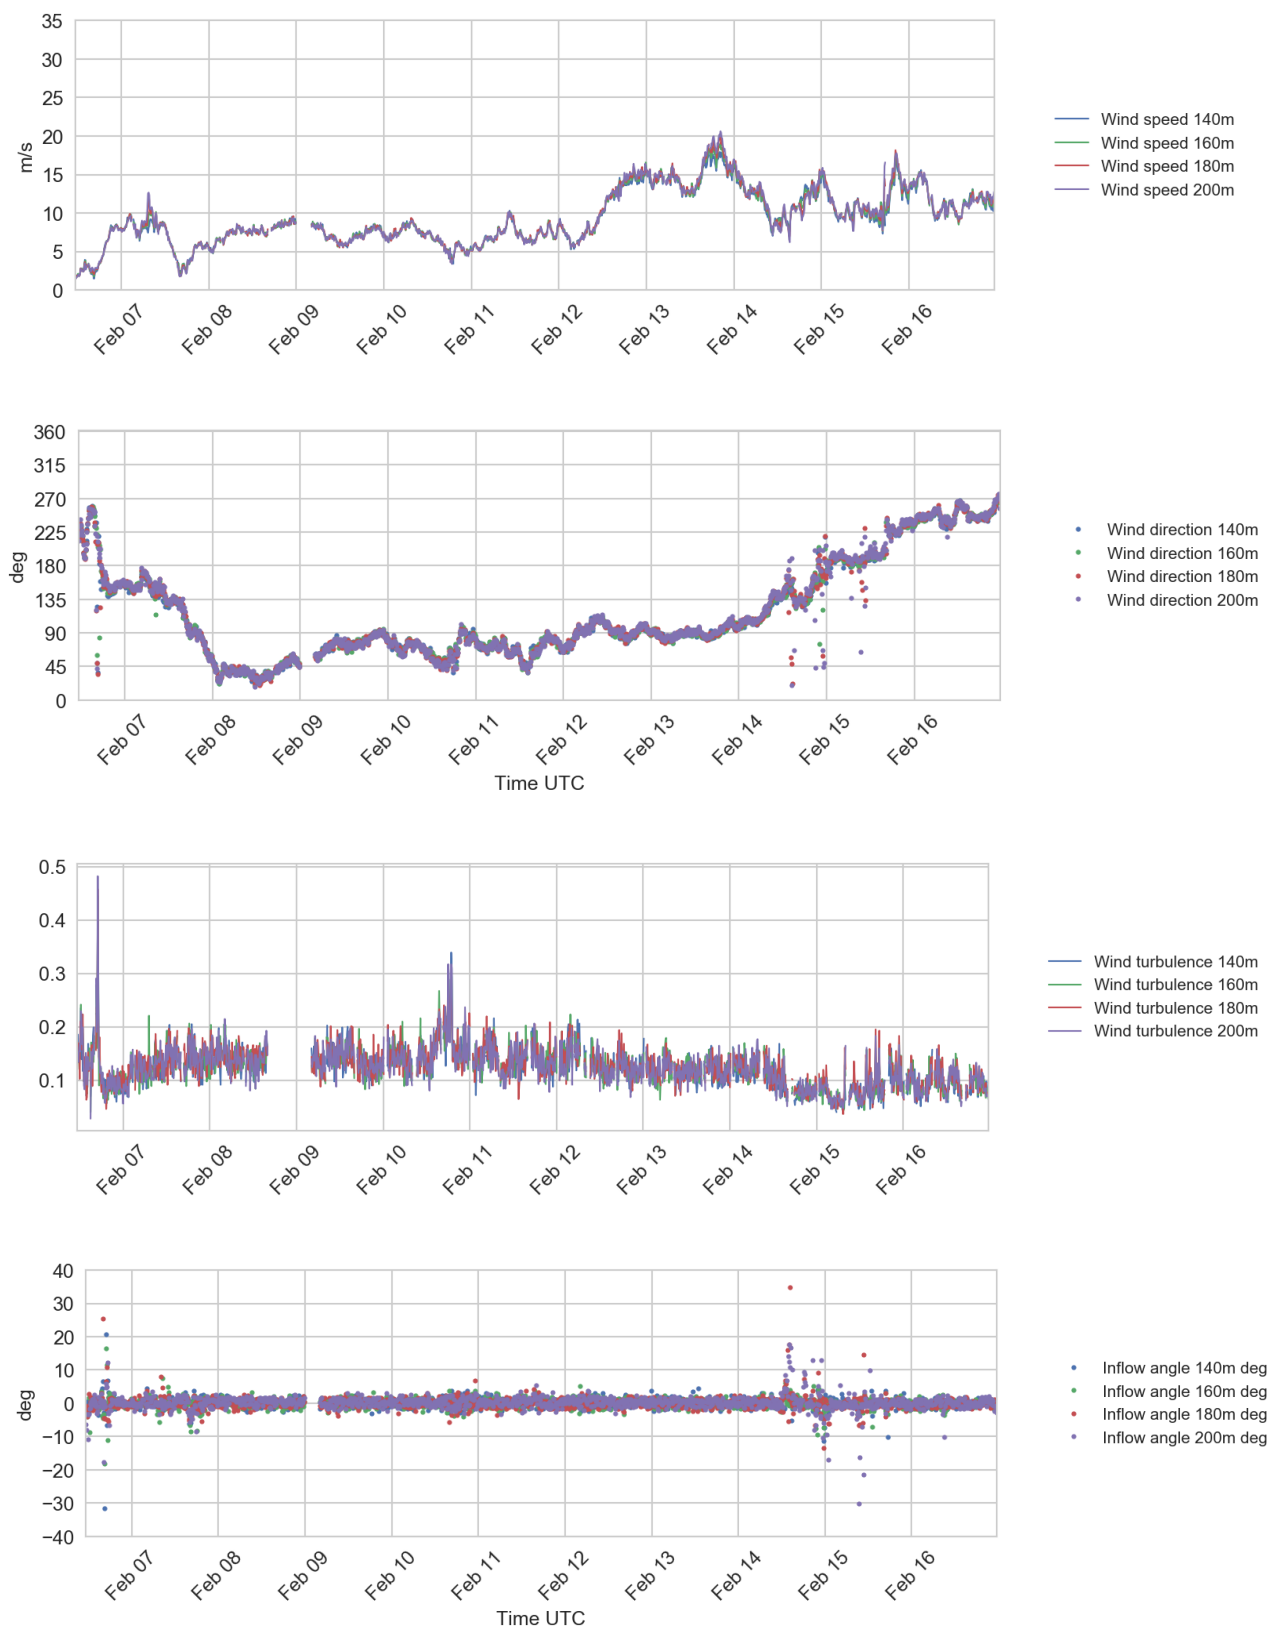 35
30
25
20
15
10
5
0
m/s
Feb 07
Feb 08
Feb 09
Feb 10
Feb 11
Feb 12
Feb 13
Feb 14
Feb 15
Feb 16
Wind speed 140m
Wind speed 160m
Wind speed 180m
Wind speed 200m
360
315
270
225
180
135
90
45
0
deg
Feb 07
Feb 08
Feb 09
Feb 10
Feb 11
Feb 12
Feb 13
Feb 14
Feb 15
Feb 16
Time UTC
Wind direction 140m
Wind direction 160m
Wind direction 180m
Wind direction 200m
0.5
0.4
0.3
0.2
0.1
Feb 07
Feb 08
Feb 09
Feb 10
Feb 11
Feb 12
Feb 13
Feb 14
Feb 15
Feb 16
Wind turbulence 140m
Wind turbulence 160m
Wind turbulence 180m
Wind turbulence 200m
40
30
20
10
0
−10
−20
−30
−40
deg
Feb 07
Feb 08
Feb 09
Feb 10
Feb 11
Feb 12
Feb 13
Feb 14
Feb 15
Feb 16
Time UTC
Inflow angle 140m deg
Inflow angle 160m deg
Inflow angle 180m deg
Inflow angle 200m deg